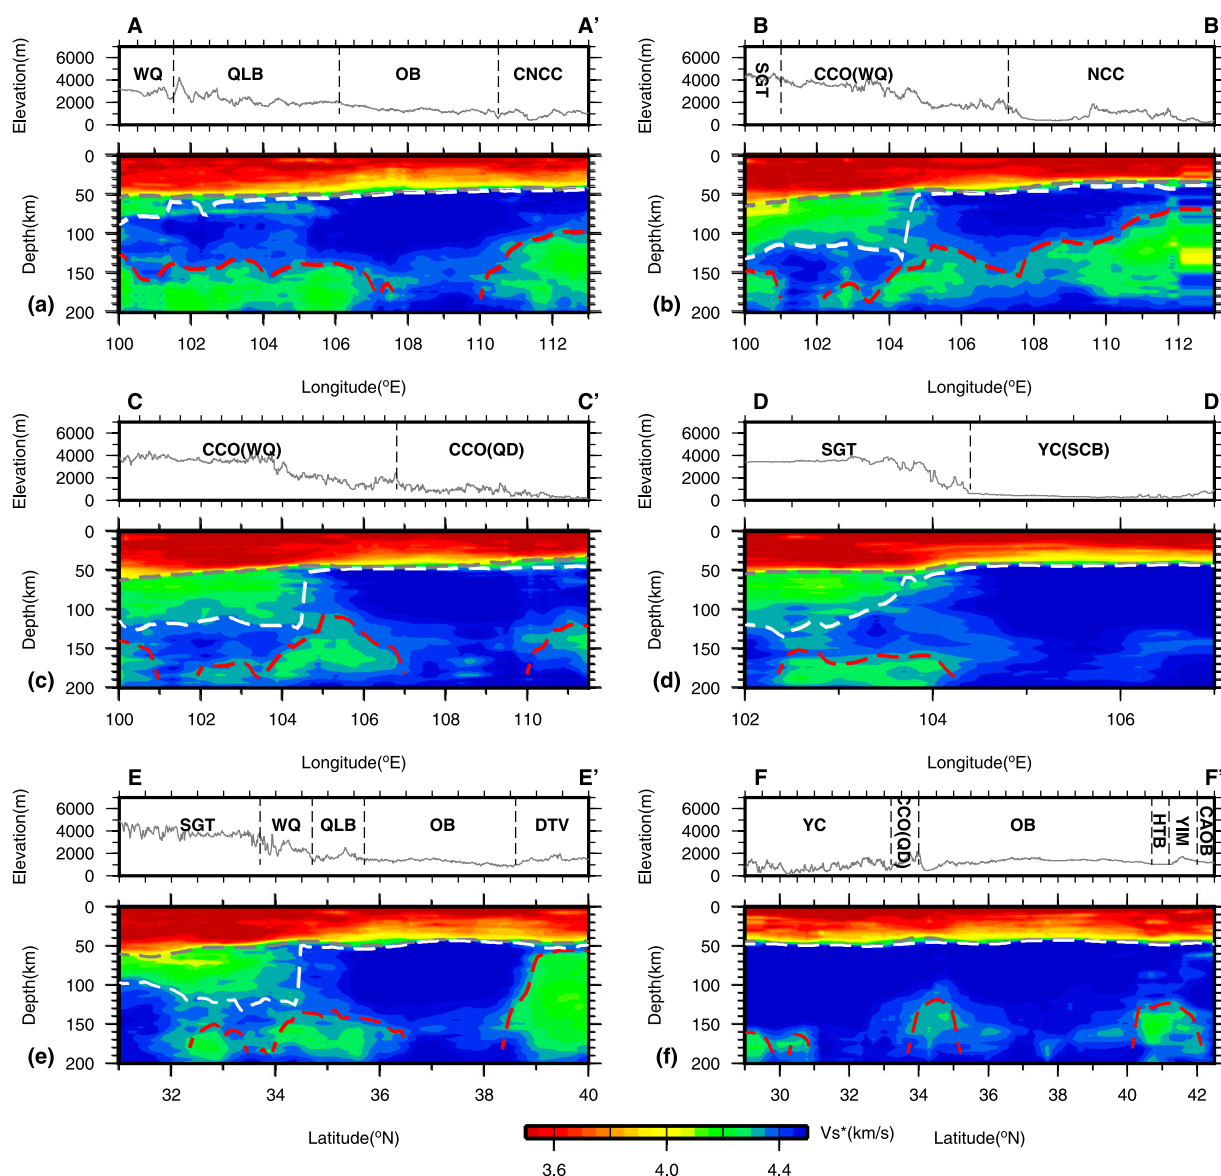 A A’
Elevation(m)
6000
4000
2000
0
WQ QLB OB CNCC
Depth(km)
0
50
100
150
200
(a)
100 102 104 106 108 110 112
Longitude(°E)
B B’
Elevation(m)
6000
4000
2000
0
SGT CCO(WQ) NCC
Depth(km)
0
50
100
150
200
(b)
100 102 104 106 108 110 112
Longitude(°E)
C C’
Elevation(m)
6000
4000
2000
0
CCO(WQ) CCO(QD)
Depth(km)
0
50
100
150
200
(c)
100 102 104 106 108 110
Longitude(°E)
D D’
Elevation(m)
6000
4000
2000
0
SGT YC(SCB)
Depth(km)
0
50
100
150
200
(d)
102 104 106
Longitude(°E)
E E’
Elevation(m)
6000
4000
2000
0
SGT WQ QLB OB DTV
Depth(km)
0
50
100
150
200
(e)
32 34 36 38 40
Latitude(°N)
F F’
Elevation(m)
6000
4000
2000
0
YC CCO(QD) OB HTB YIM CAOB
Depth(km)
0
50
100
150
200
(f)
30 32 34 36 38 40 42
Latitude(°N)
Vs*(km/s)
3.6 4.0 4.4